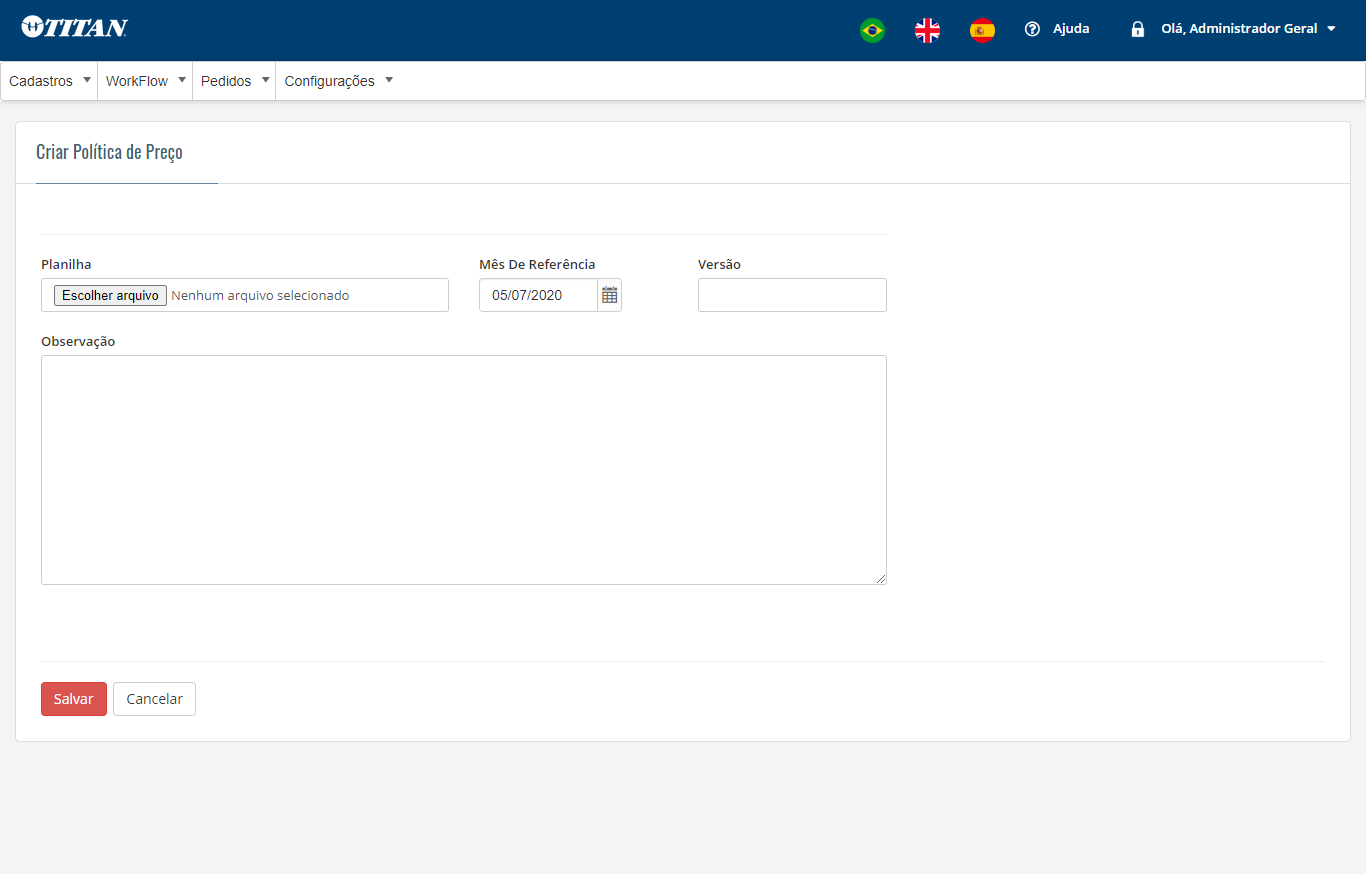 TITAN
Ajuda
Olá, Administrador Geral
Cadastros WorkFlow Pedidos Configurações
Criar Política de Preço
Planilha Mês De Referência Versão
Escolher arquivo Nenhum arquivo selecionado 05/07/2020
Observação
Salvar Cancelar